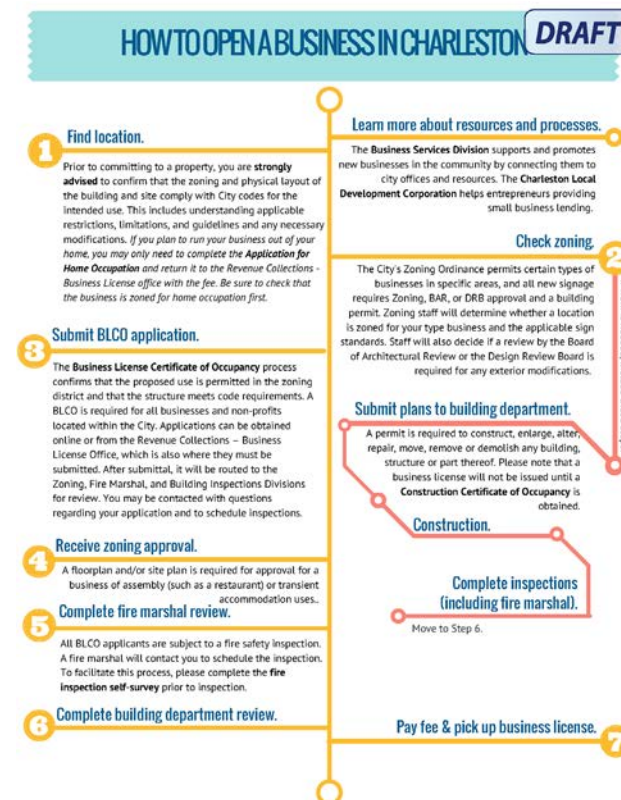 HOW TO OPEN A BUSINESS IN CHARLESTON
DRAFT
Learn more about resources and processes.
The Business Services Division supports and promotes
new businesses in the community by connecting them to
city offices and resources. The Charleston Local
Development Corporation helps entrepreneurs providing
small business lending.
1
Find location.
Prior to committing to a property, you are strongly
advised to confirm that the zoning and physical layout of
the building and site comply with City codes for the
intended use. This includes understanding applicable
restrictions, limitations, and guidelines and any necessary
modifications. If you plan to run your business out of your
home, you may only need to complete the Application for
Home Occupation and return it to the Revenue Collections -
Business License office with the fee. Be sure to check that
the business is zoned for home occupation first.
Check zoning.
2
The City's Zoning Ordinance permits certain types of
businesses in specific areas, and all new signage
requires Zoning, BAR, or DRB approval and a building
permit. Zoning staff will determine whether a location
is zoned for your type business and the applicable sign
standards. Staff will also decide if a review by the Board
of Architectural Review or the Design Review Board is
required for any exterior modifications.
3
Submit BLCO application.
The Business License Certificate of Occupancy process
confirms that the proposed use is permitted in the zoning
district and that the structure meets code requirements. A
BLCO is required for all businesses and non-profits
located within the City. Applications can be obtained
online or from the Revenue Collections – Business
License Office, which is also where they must be
submitted. After submittal, it will be routed to the
Zoning, Fire Marshal, and Building Inspections Divisions
for review. You may be contacted with questions
regarding your application and to schedule inspections.
Submit plans to building department.
A permit is required to construct, enlarge, alter,
repair, move, remove or demolish any building,
structure or part thereof. Please note that a
business license will not be issued until a
Construction Certificate of Occupancy is
obtained.
Construction.
Complete inspections
(including fire marshal).
Move to Step 6.
4
Receive zoning approval.
A floorplan and/or site plan is required for approval for a
business of assembly (such as a restaurant) or transient
accommodation uses..
5
Complete fire marshal review.
All BLCO applicants are subject to a fire safety inspection.
A fire marshal will contact you to schedule the inspection.
To facilitate this process, please complete the fire
inspection self-survey prior to inspection.
6
Complete building department review.
Pay fee & pick up business license.
7